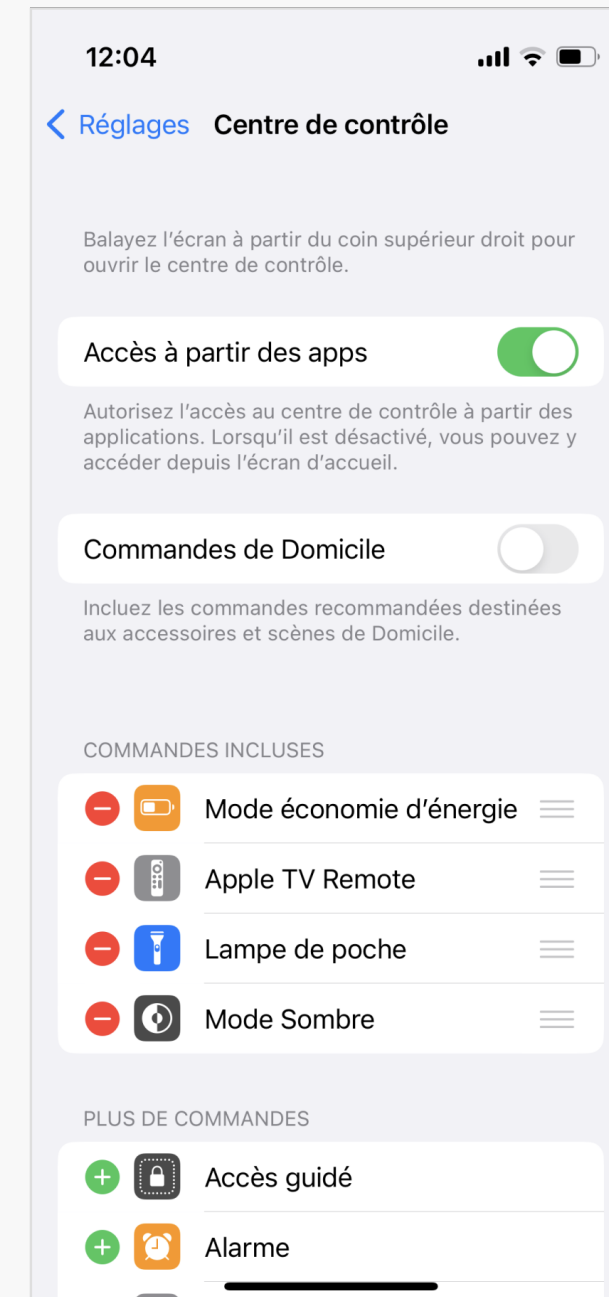 12:04
Réglages Centre de contrôle
Balayez l'écran à partir du coin supérieur droit pour
ouvrir le centre de contrôle.
Accès à partir des apps
Autorisez l'accès au centre de contrôle à partir des
applications. Lorsqu'il est désactivé, vous pouvez y
accéder depuis l'écran d'accueil.
Commandes de Domicile
Incluez les commandes recommandées destinées
aux accessoires et scènes de Domicile.
COMMANDES INCLUSES
Mode économie d'énergie
Apple TV Remote
Lampe de poche
Mode Sombre
PLUS DE COMMANDES
Accès guidé
Alarme